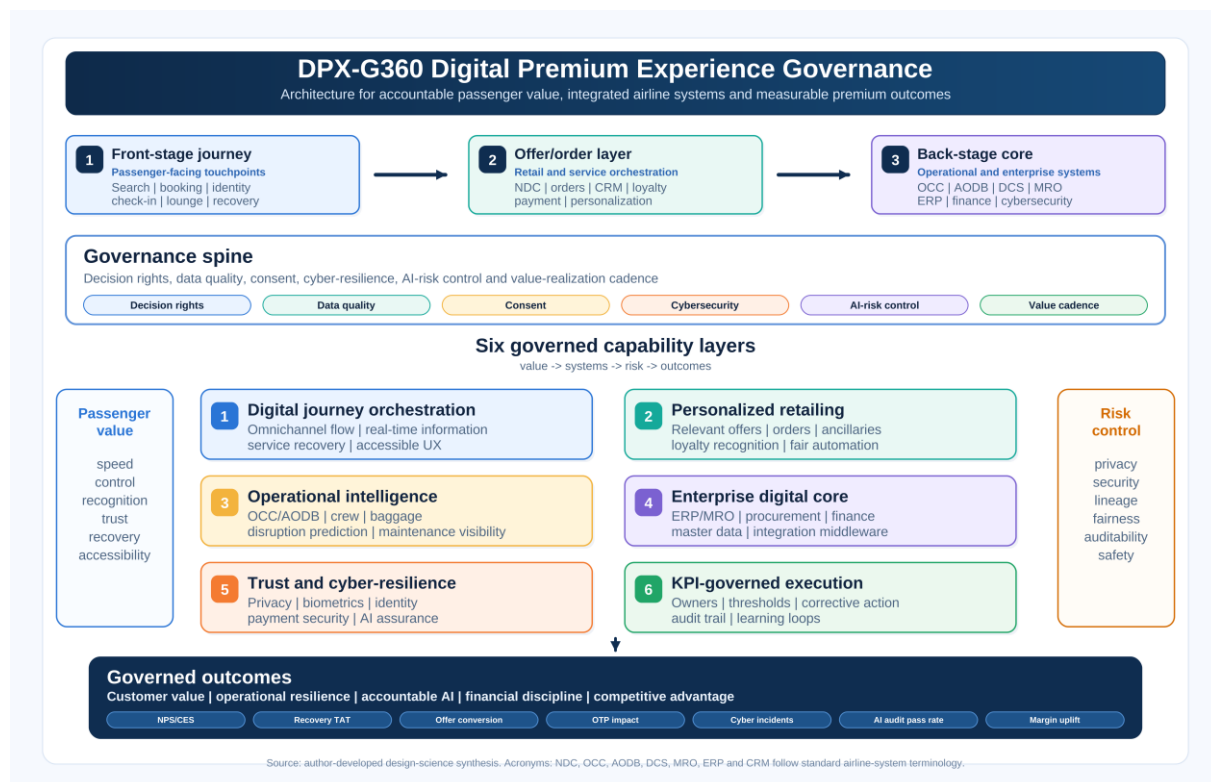 DPX-G360 Digital Premium Experience Governance
Architecture for accountable passenger value, integrated airline systems and measurable premium outcomes
1
Front-stage journey
Passenger-facing touchpoints
Search | booking | identity
check-in | lounge | recovery
2
Offer/order layer
Retail and service orchestration
NDC | orders | CRM | loyalty
payment | personalization
3
Back-stage core
Operational and enterprise systems
OCC | AODB | DCS | MRO
ERP | finance | cybersecurity
Governance spine
Decision rights, data quality, consent, cyber-resilience, AI-risk control and value-realization cadence
Decision rights
Data quality
Consent
Cybersecurity
AI-risk control
Value cadence
Six governed capability layers
value -> systems -> risk -> outcomes
Passenger
value
speed
control
recognition
trust
recovery
accessibility
1
Digital journey orchestration
Omnichannel flow | real-time information
service recovery | accessible UX
2
Personalized retailing
Relevant offers | orders | ancillaries
loyalty recognition | fair automation
3
Operational intelligence
OCC/AODB | crew | baggage
disruption prediction | maintenance visibility
4
Enterprise digital core
ERP/MRO | procurement | finance
master data | integration middleware
5
Trust and cyber-resilience
Privacy | biometrics | identity
payment security | AI assurance
6
KPI-governed execution
Owners | thresholds | corrective action
audit trail | learning loops
Risk
control
privacy
security
lineage
fairness
auditability
safety
Governed outcomes
Customer value | operational resilience | accountable AI | financial discipline | competitive advantage
NPS/CES
Recovery TAT
Offer conversion
OTP impact
Cyber incidents
AI audit pass rate
Margin uplift
Source: author-developed design-science synthesis. Acronyms: NDC, OCC, AODB, DCS, MRO, ERP and CRM follow standard airline-system terminology.